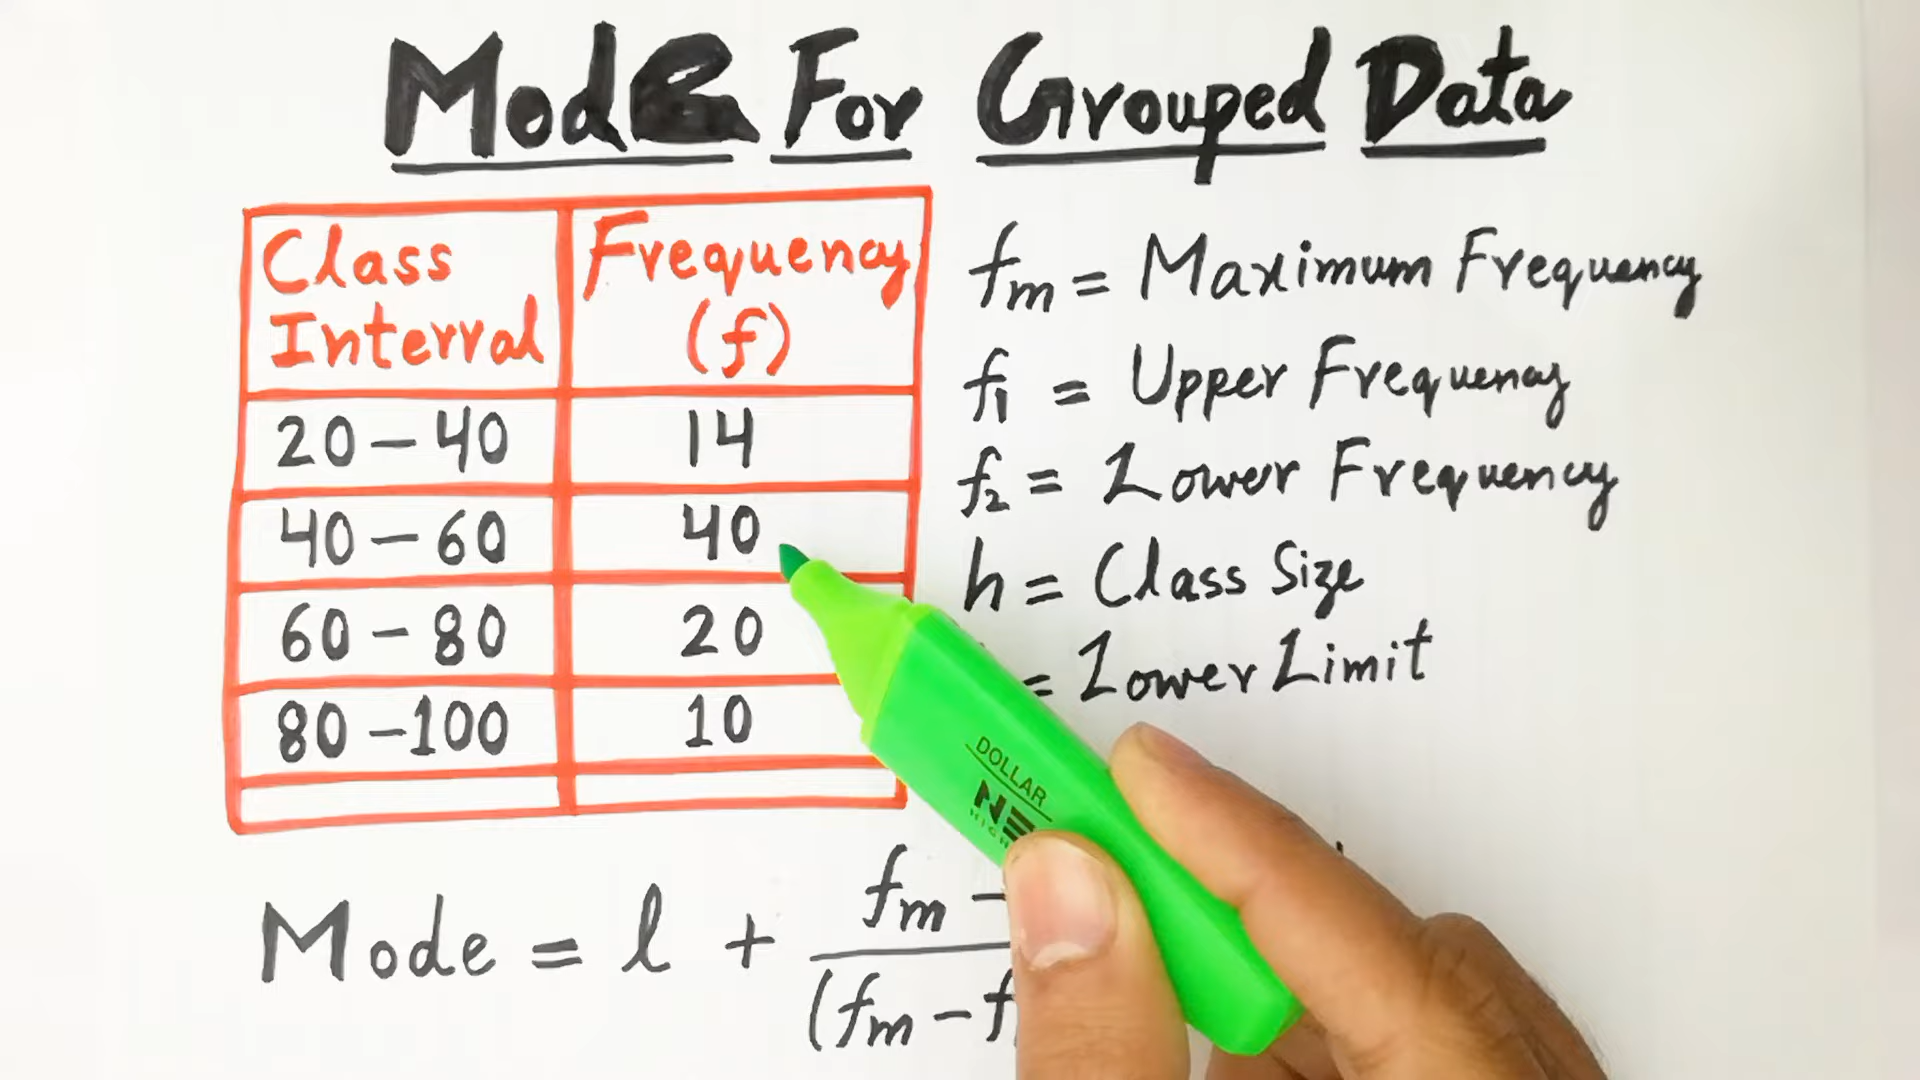 Mode For Grouped Data
Class Interval
Frequency (f)
20 – 40
14
40 – 60
40
60 – 80
20
80 – 100
10
fm = Maximum Frequency
f1 = Upper Frequency
f2 = Lower Frequency
h = Class Size
= Lower Limit
DOLLAR
Mode = l + fm –
(fm – f